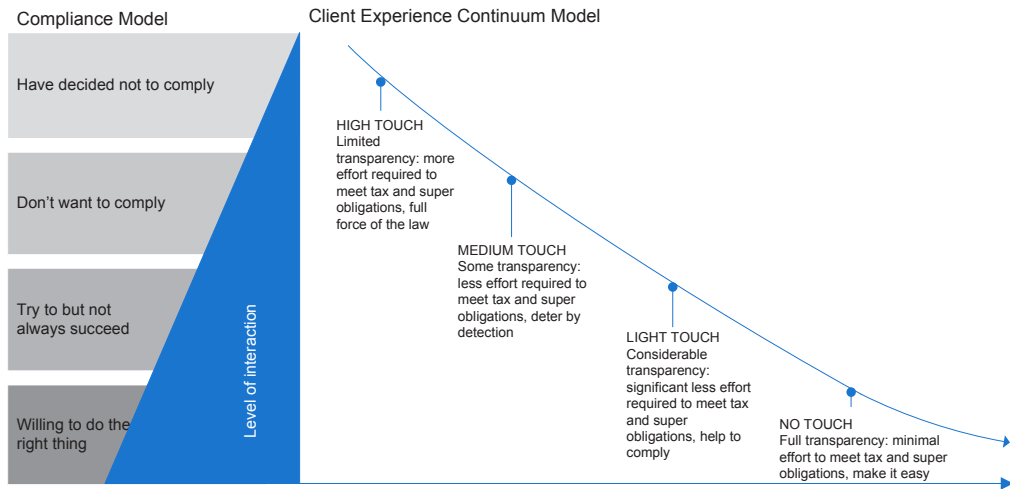 Compliance Model
Client Experience Continuum Model
Have decided not to comply
Don’t want to comply
Try to but not
always succeed
Willing to do the
right thing
Level of interaction
HIGH TOUCH
Limited
transparency: more
effort required to
meet tax and super
obligations, full
force of the law
MEDIUM TOUCH
Some transparency:
less effort required to
meet tax and super
obligations, deter by
detection
LIGHT TOUCH
Considerable
transparency:
significant less effort
required to meet tax
and super
obligations, help to
comply
NO TOUCH
Full transparency: minimal
effort to meet tax and super
obligations, make it easy